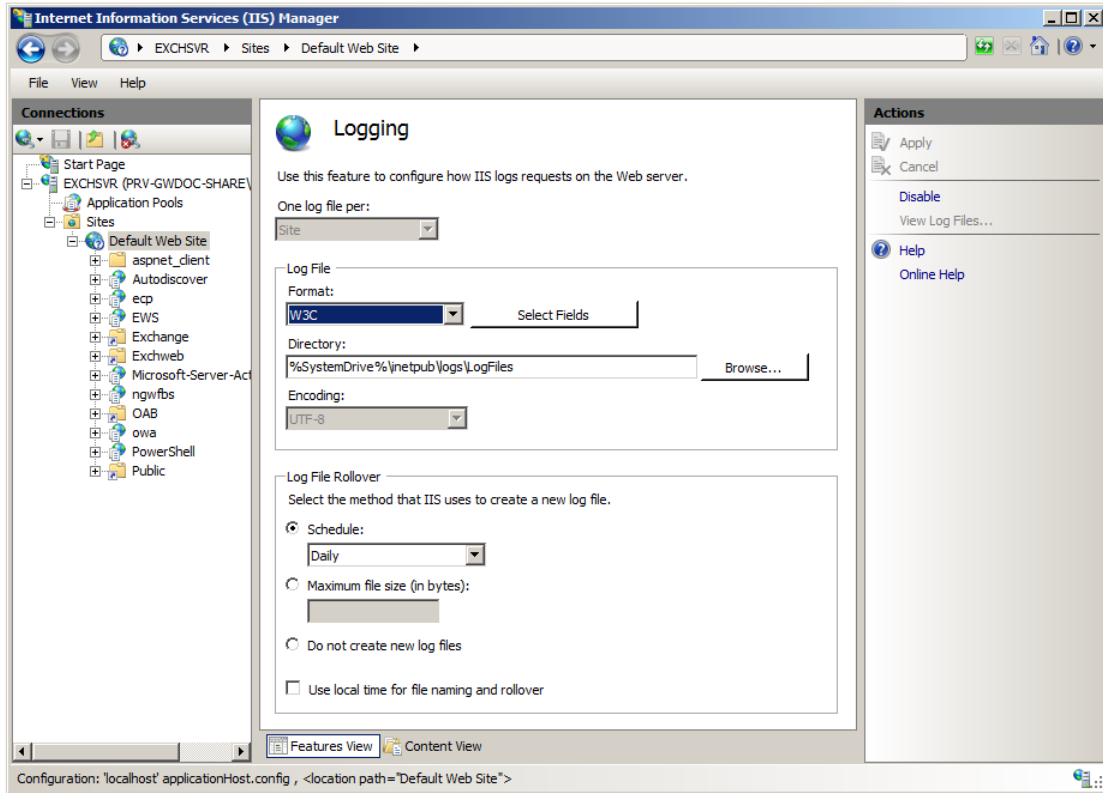 Internet Information Services (IIS) Manager
EXCHSVR Sites Default Web Site
File View Help
Connections
Start Page
EXCHSVR (PRV-GWDOC-SHARE\
Application Pools
Sites
Default Web Site
aspnet_client
Autodiscover
ecp
EWS
Exchange
Exchweb
Microsoft-Server-Act
ngwfbs
OAB
owa
PowerShell
Public
Logging
Use this feature to configure how IIS logs requests on the Web server.
One log file per:
Site
Log File
Format:
W3C
Select Fields
Directory:
%SystemDrive%\inetpub\logs\LogFiles
Browse...
Encoding:
UTF-8
Log File Rollover
Select the method that IIS uses to create a new log file.
Schedule:
Daily
Maximum file size (in bytes):
Do not create new log files
Use local time for file naming and rollover
Features View Content View
Actions
Apply
Cancel
Disable
View Log Files...
Help
Online Help
Configuration: 'localhost' applicationHost.config , <location path="Default Web Site">